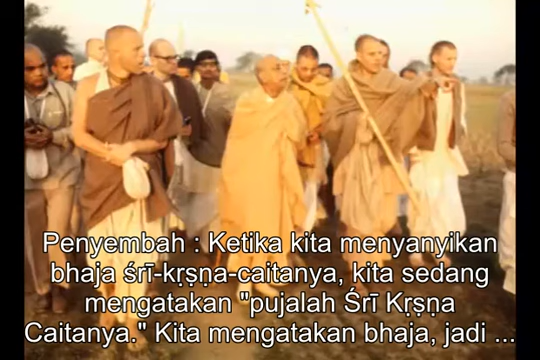 Penyembah : Ketika kita menyanyikan
bhaja śrī-kṛṣṇa-caitanya, kita sedang
mengatakan "pujalah Śrī Kṛṣṇa
Caitanya." Kita mengatakan bhaja, jadi ...